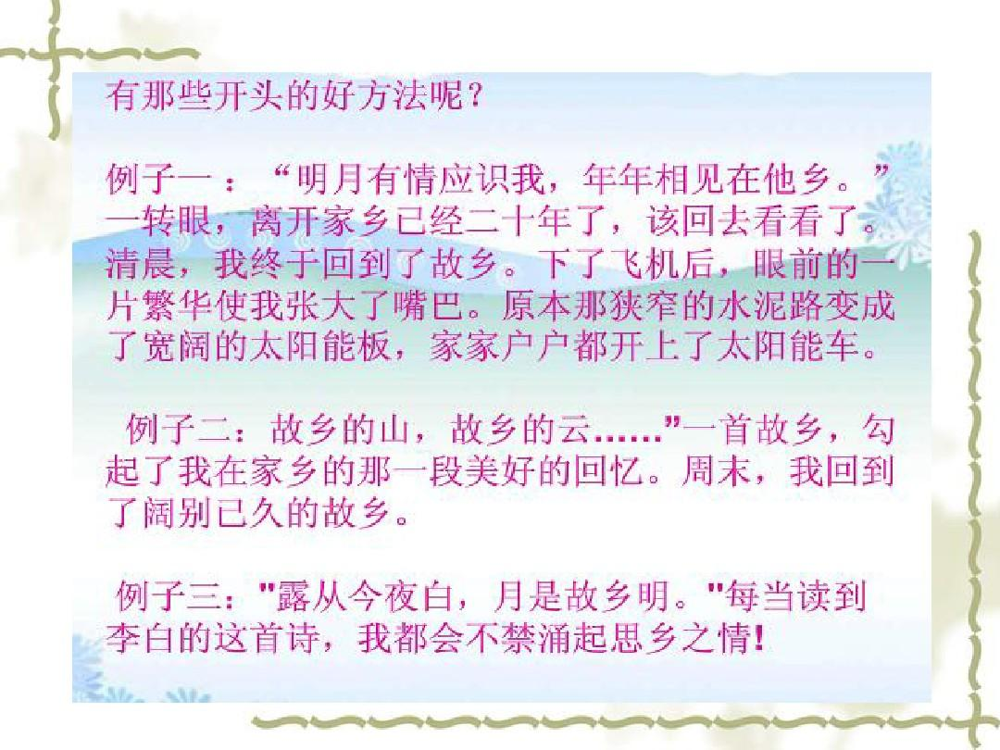 有那些开头的好方法呢？
例子一 ：“明月有情应识我，年年相见在他乡。”
一转眼，离开家乡已经二十年了，该回去看看了。
清晨，我终于回到了故乡。下了飞机后，眼前的一
片繁华使我张大了嘴巴。原本那狭窄的水泥路变成
了宽阔的太阳能板，家家户户都开上了太阳能车。
例子二：故乡的山，故乡的云......”一首故乡，勾
起了我在家乡的那一段美好的回忆。周末，我回到
了阔别已久的故乡。
例子三："露从今夜白，月是故乡明。"每当读到
李白的这首诗，我都会不禁涌起思乡之情!